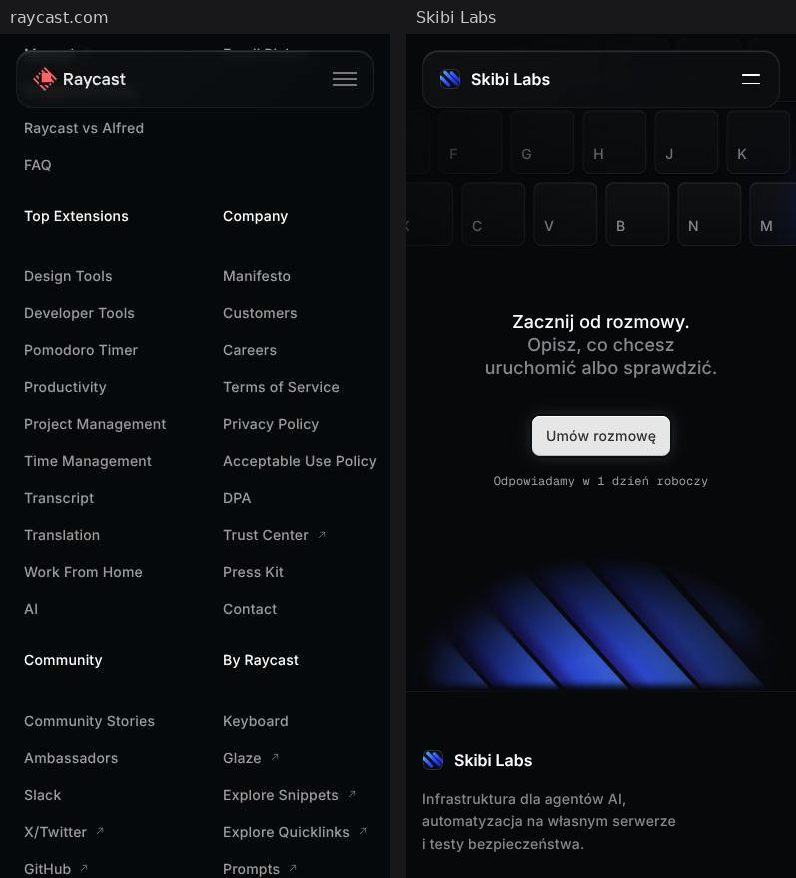 raycast.com
Raycast
Raycast vs Alfred
FAQ
Top Extensions
Design Tools
Developer Tools
Pomodoro Timer
Productivity
Project Management
Time Management
Transcript
Translation
Work From Home
AI
Company
Manifesto
Customers
Careers
Terms of Service
Privacy Policy
Acceptable Use Policy
DPA
Trust Center ↗
Press Kit
Contact
Community
Community Stories
Ambassadors
Slack
X/Twitter ↗
GitHub ↗
By Raycast
Keyboard
Glaze ↗
Explore Snippets ↗
Explore Quicklinks ↗
Prompts ↗
Skibi Labs
Skibi Labs
F G H J K
X C V B N M
Zacznij od rozmowy.
Opisz, co chcesz
uruchomić albo sprawdzić.
Umów rozmowę
Odpowiadamy w 1 dzień roboczy
Skibi Labs
Infrastruktura dla agentów AI,
automatyzacja na własnym serwerze
i testy bezpieczeństwa.